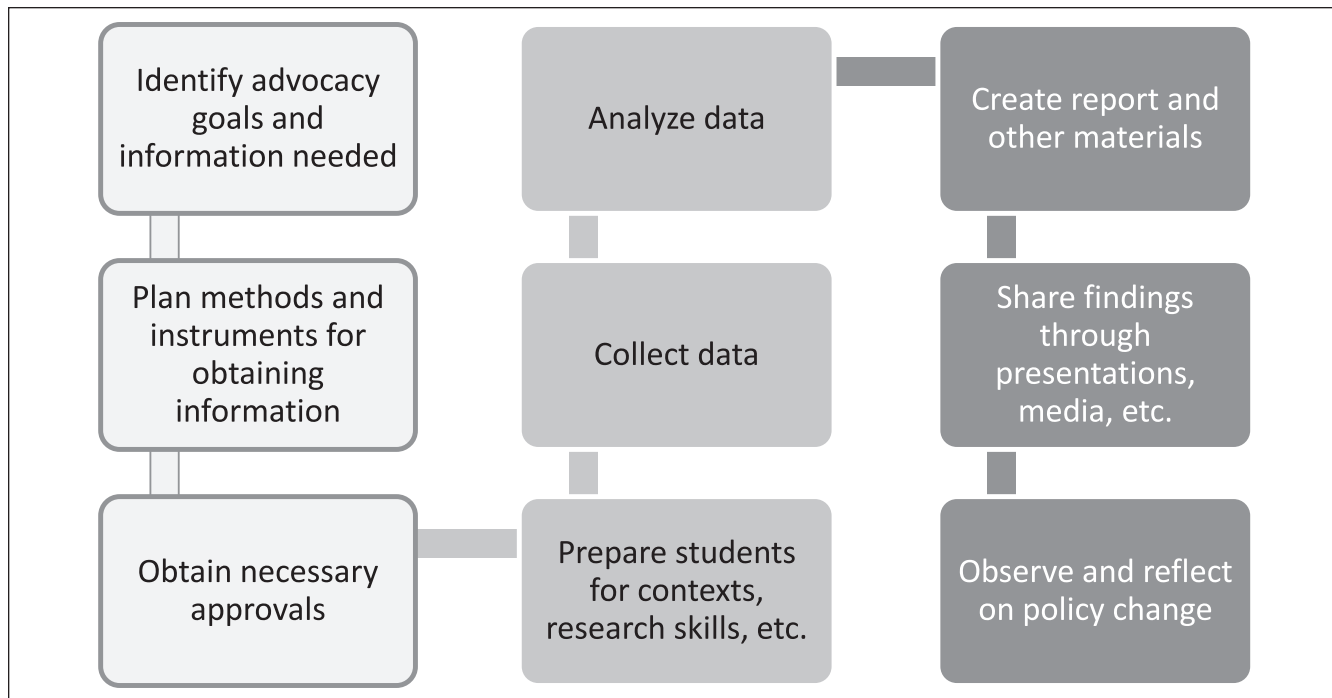 Identify advocacy
goals and
information needed
Plan methods and
instruments for
obtaining
information
Obtain necessary
approvals
Prepare students
for contexts,
research skills, etc.
Collect data
Analyze data
Create report and
other materials
Share findings
through
presentations,
media, etc.
Observe and reflect
on policy change